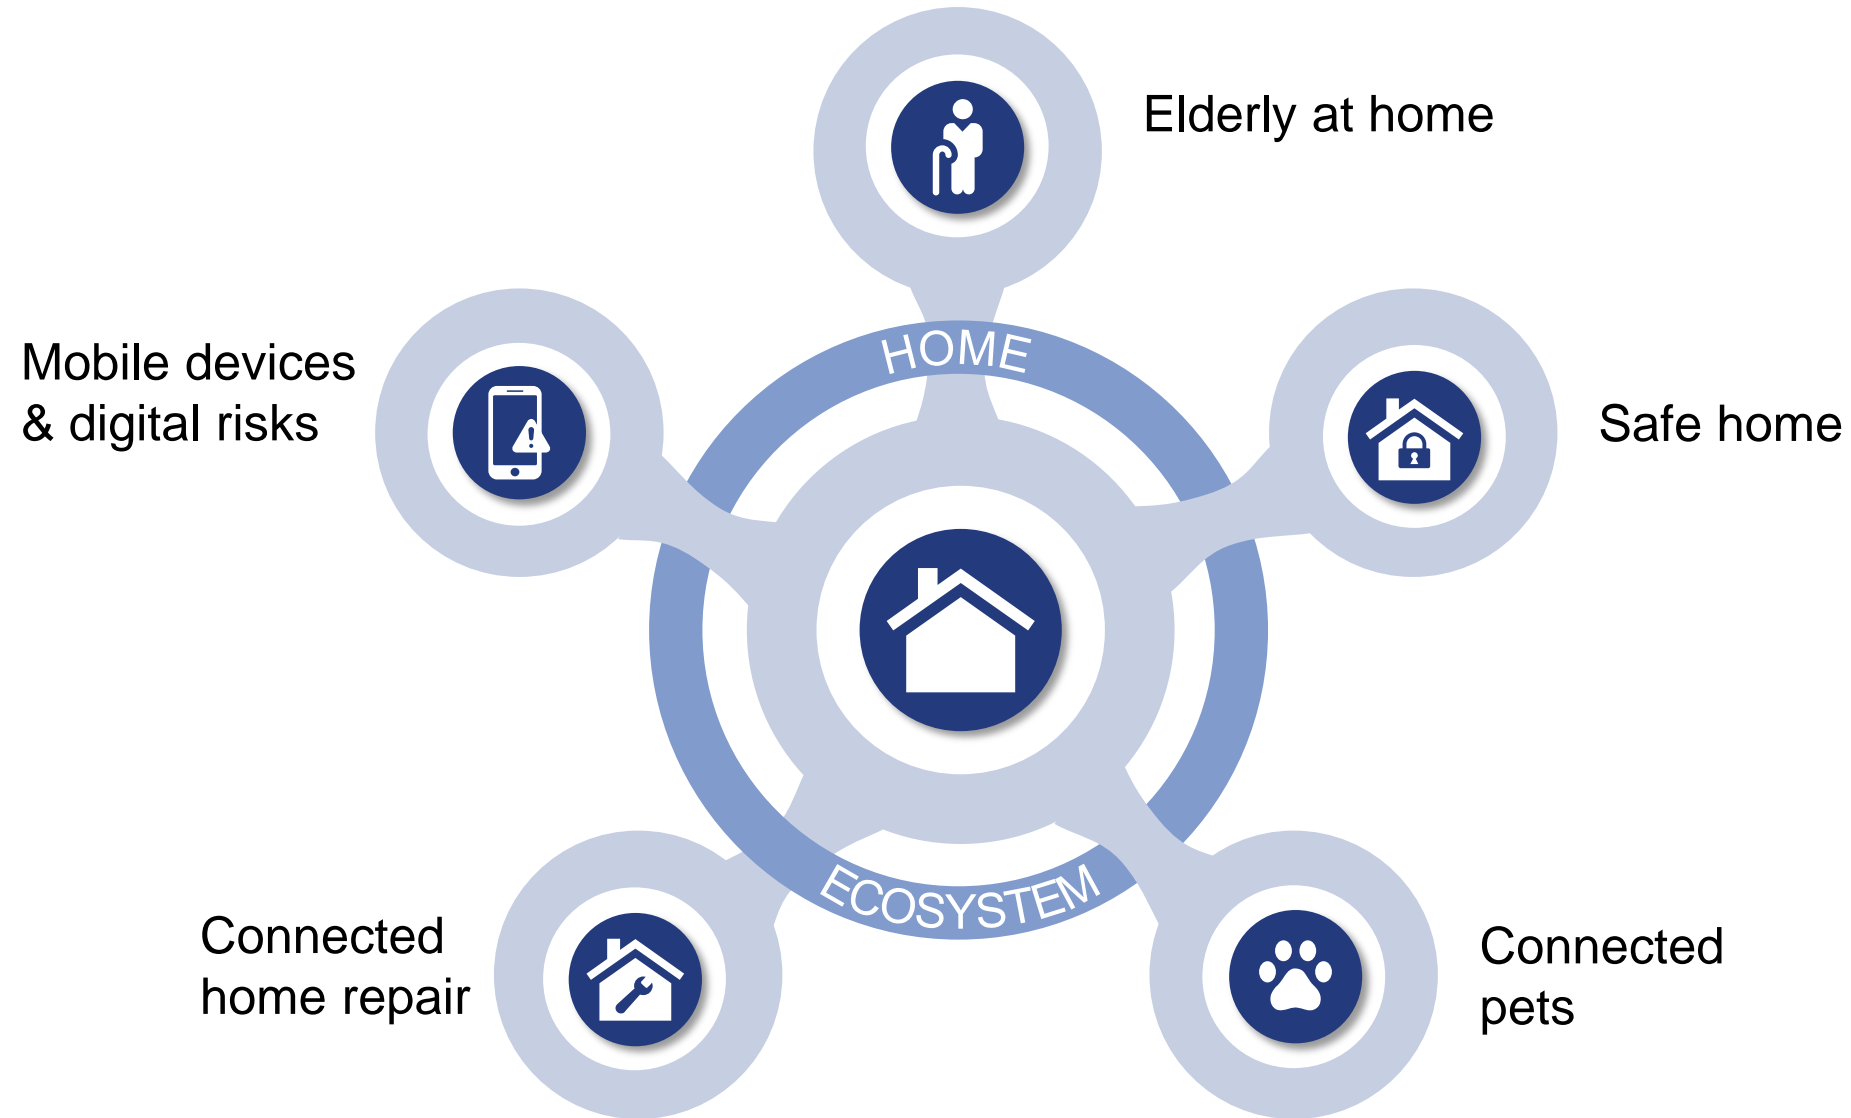 Elderly at home
HOME
Mobile devices
& digital risks
Safe home
ECOSYSTEM
Connected
home repair
Connected
pets